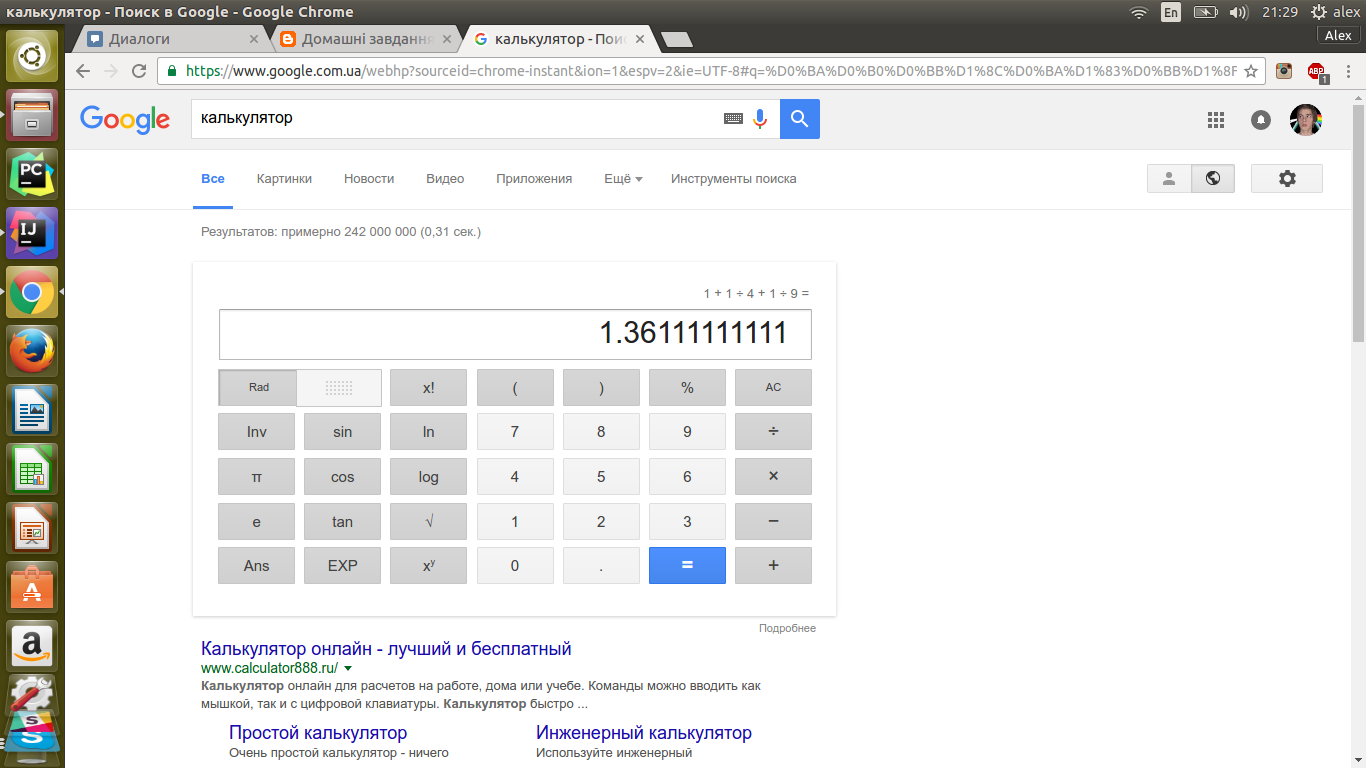 калькулятор - Поиск в Google - Google Chrome
En
21:29
alex
Диалоги
Домашні завдання
калькулятор - Пои
Alex
https://www.google.com.ua/webhp?sourceid=chrome-instant&ion=1&espv=2&ie=UTF-8#q=%D0%BA%D0%B0%D0%BB%D1%8C%D0%BA%D1%83%D0%BB%D1%8F
ABP
1
Google
калькулятор
Все
Картинки
Новости
Видео
Приложения
Ещё
Инструменты поиска
Результатов: примерно 242 000 000 (0,31 сек.)
1 + 1 ÷ 4 + 1 ÷ 9 =
1.36111111111
Rad
x!
(
)
%
AC
Inv
sin
ln
7
8
9
÷
π
cos
log
4
5
6
×
e
tan
√
1
2
3
−
Ans
EXP
xʸ
0
.
=
+
Подробнее
Калькулятор онлайн - лучший и бесплатный
www.calculator888.ru/
Калькулятор онлайн для расчетов на работе, дома или учебе. Команды можно вводить как
мышкой, так и с цифровой клавиатуры. Калькулятор быстро ...
Простой калькулятор
Очень простой калькулятор - ничего
Инженерный калькулятор
Используйте инженерный
PC
IJ